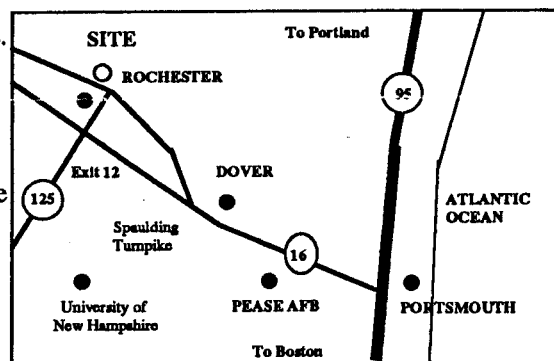 SITE
To Portland
ROCHESTER
95
Exit 12
DOVER
125
ATLANTIC
OCEAN
Spaulding
Turnpike
16
University of
New Hampshire
PEASE AFB
PORTSMOUTH
To Boston